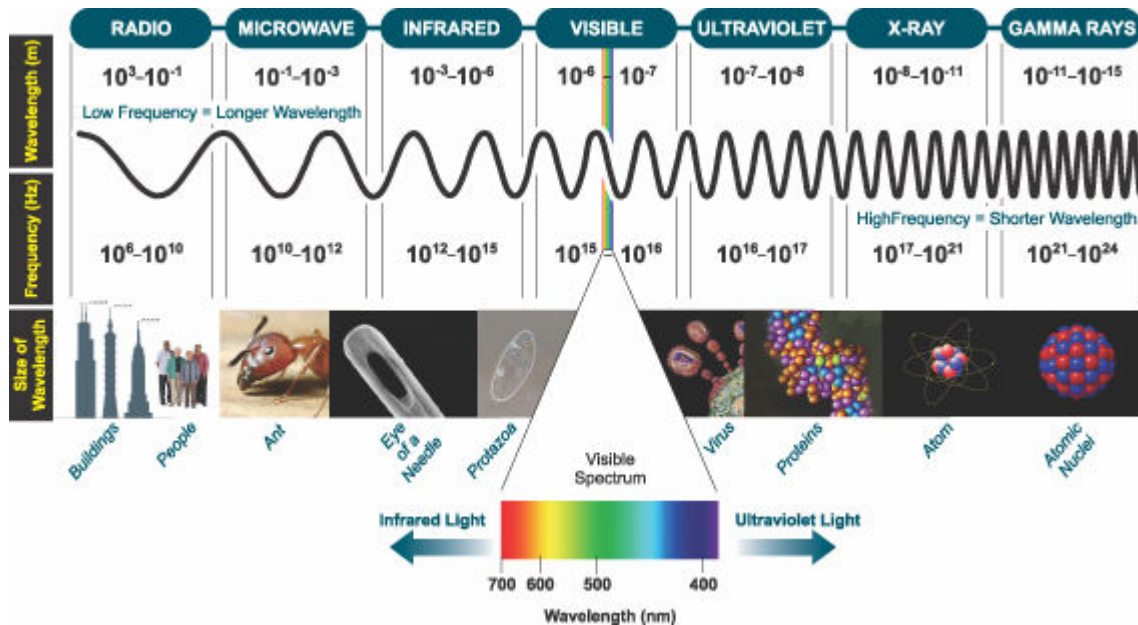 RADIO MICROWAVE INFRARED VISIBLE ULTRAVIOLET X-RAY GAMMA RAYS
Wavelength (m)
10³–10⁻¹ 10⁻¹–10⁻³ 10⁻³–10⁻⁶ 10⁻⁶ – 10⁻⁷ 10⁻⁷–10⁻⁸ 10⁻⁸–10⁻¹¹ 10⁻¹¹–10⁻¹⁵
Low Frequency = Longer Wavelength
Frequency (Hz)
HighFrequency = Shorter Wavelength
10⁶–10¹⁰ 10¹⁰–10¹² 10¹²–10¹⁵ 10¹⁵ – 10¹⁶ 10¹⁶–10¹⁷ 10¹⁷–10²¹ 10²¹–10²⁴
Size of
Wavelength
Buildings
People
Ant
Eye
of a
Needle
Protazoa
Virus
Proteins
Atom
Atomic
Nuclei
Visible
Spectrum
Infrared Light
Ultraviolet Light
700 600 500 400
Wavelength (nm)